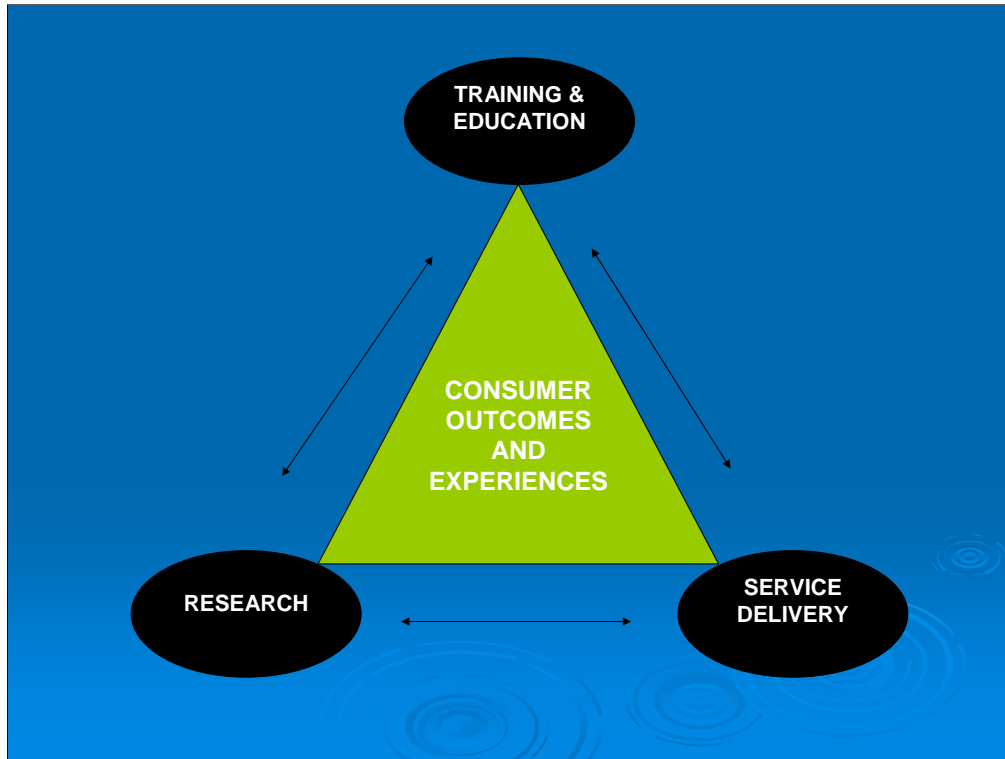 TRAINING &
EDUCATION
CONSUMER
OUTCOMES
AND
EXPERIENCES
RESEARCH
SERVICE
DELIVERY